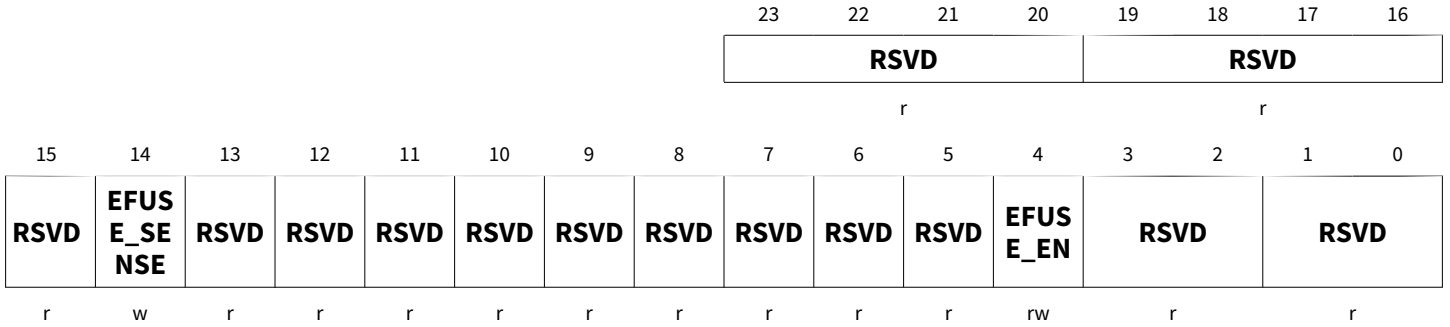 23 22 21 20 19 18 17 16
RSVD RSVD
r r
15 14 13 12 11 10 9 8 7 6 5 4 3 2 1 0
RSVD EFUS E_SE NSE RSVD RSVD RSVD RSVD RSVD RSVD RSVD RSVD RSVD EFUS E_EN RSVD RSVD
r w r r r r r r r r r rw r r